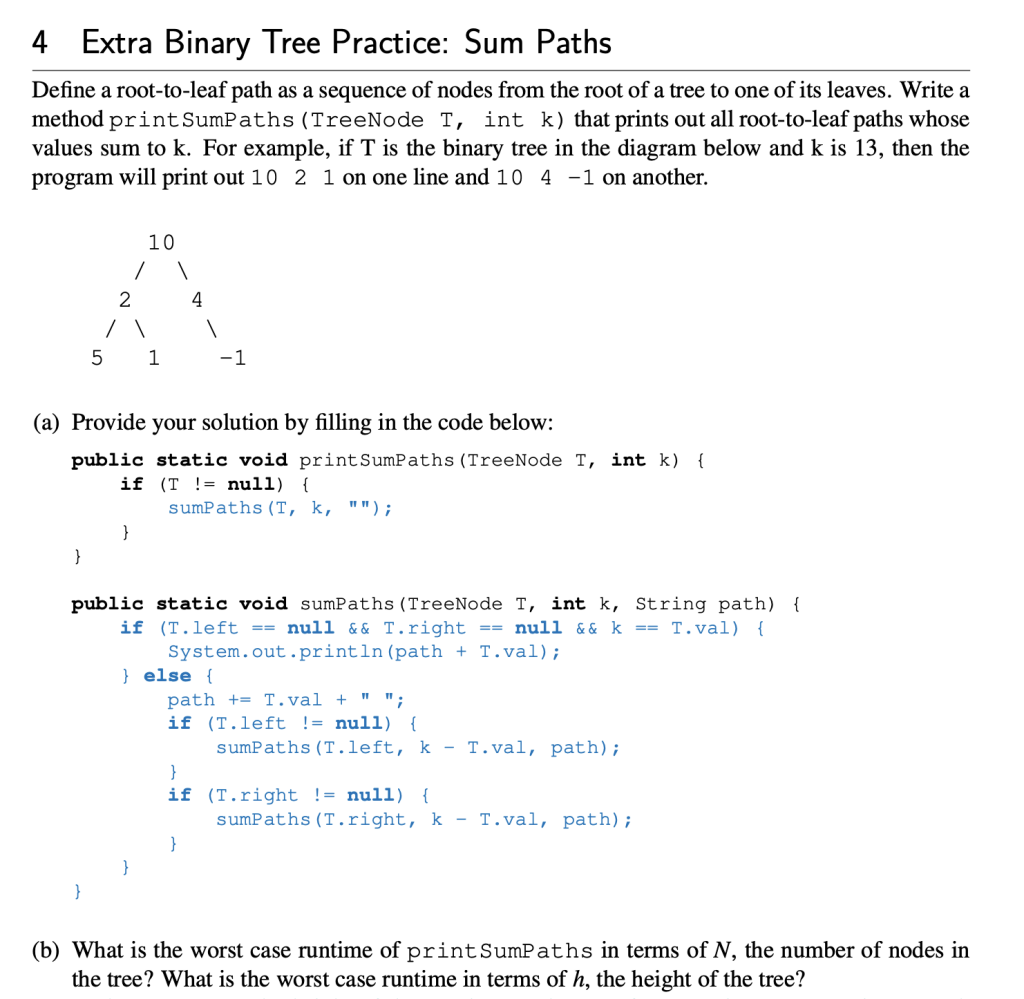 4 Extra Binary Tree Practice: Sum Paths
Define a root-to-leaf path as a sequence of nodes from the root of a tree to one of its leaves. Write a
method printSumPaths(TreeNode T, int k) that prints out all root-to-leaf paths whose
values sum to k. For example, if T is the binary tree in the diagram below and k is 13, then the
program will print out 10 2 1 on one line and 10 4 -1 on another.
10
/ \
2 4
/ \ \
5 1 -1
(a) Provide your solution by filling in the code below:
public static void printSumPaths(TreeNode T, int k) {
if (T != null) {
sumPaths(T, k, "");
}
}
public static void sumPaths(TreeNode T, int k, String path) {
if (T.left == null && T.right == null && k == T.val) {
System.out.println(path + T.val);
} else {
path += T.val + " ";
if (T.left != null) {
sumPaths(T.left, k - T.val, path);
}
if (T.right != null) {
sumPaths(T.right, k - T.val, path);
}
}
}
(b) What is the worst case runtime of printSumPaths in terms of N, the number of nodes in
the tree? What is the worst case runtime in terms of h, the height of the tree?